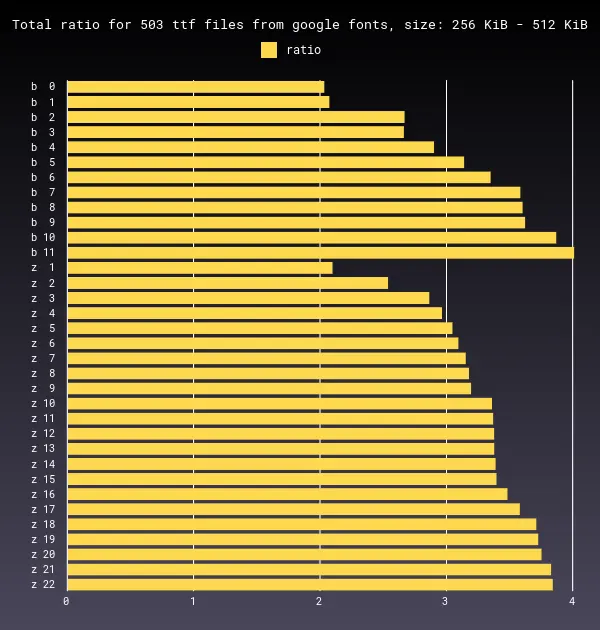 Total ratio for 503 ttf files from google fonts, size: 256 KiB - 512 KiB
ratio
b 0
b 1
b 2
b 3
b 4
b 5
b 6
b 7
b 8
b 9
b 10
b 11
z 1
z 2
z 3
z 4
z 5
z 6
z 7
z 8
z 9
z 10
z 11
z 12
z 13
z 14
z 15
z 16
z 17
z 18
z 19
z 20
z 21
z 22
0 1 2 3 4